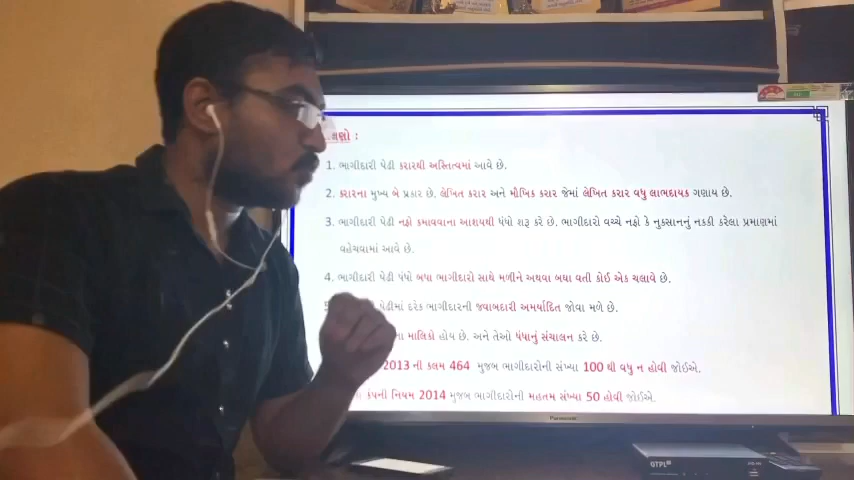 1. ભાગીદારી પેઢી કરારથી અસ્તિત્વમાં આવે છે.
2. કરારના મુખ્ય બે પ્રકાર છે. લેખિત કરાર અને મૌખિક કરાર જેમાં લેખિત કરાર વધુ લાભદાયક ગણાય છે.
3. ભાગીદારી પેઢી નફો કમાવવાના આશયથી ધંધો શરૂ કરે છે. ભાગીદારો વચ્ચે નફો કે નુકસાનનું નક્કી કરેલા પ્રમાણમાં
વહેંચવામાં આવે છે.
4. ભાગીદારી પેઢી ધંધો બધા ભાગીદારો સાથે મળીને અથવા બધા વતી કોઈ એક ચલાવે છે.
પેઢીમાં દરેક ભાગીદારની જવાબદારી અમર્યાદિત જોવા મળે છે.
માલિકો હોય છે. અને તેઓ ધંધાનું સંચાલન કરે છે.
2013 ની કલમ 464 મુજબ ભાગીદારોની સંખ્યા 100 થી વધુ ન હોવી જોઈએ.
કંપની નિયમ 2014 મુજબ ભાગીદારોની મહતમ સંખ્યા 50 હોવી જોઈએ.
Panasonic
GTPL